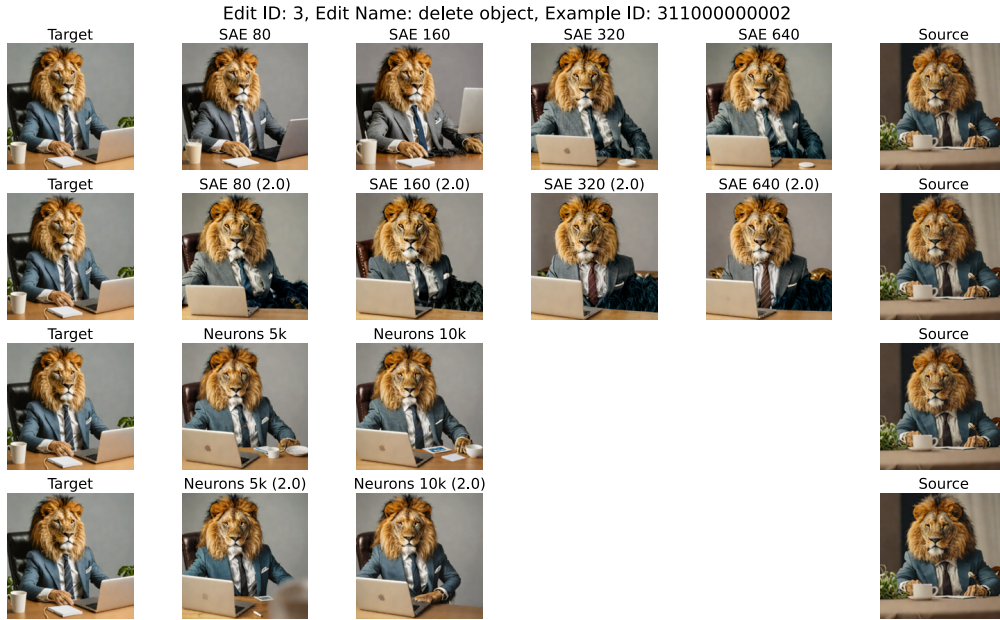 Edit ID: 3, Edit Name: delete object, Example ID: 311000000002
Target SAE 80 SAE 160 SAE 320 SAE 640 Source
Target SAE 80 (2.0) SAE 160 (2.0) SAE 320 (2.0) SAE 640 (2.0) Source
Target Neurons 5k Neurons 10k Source
Target Neurons 5k (2.0) Neurons 10k (2.0) Source